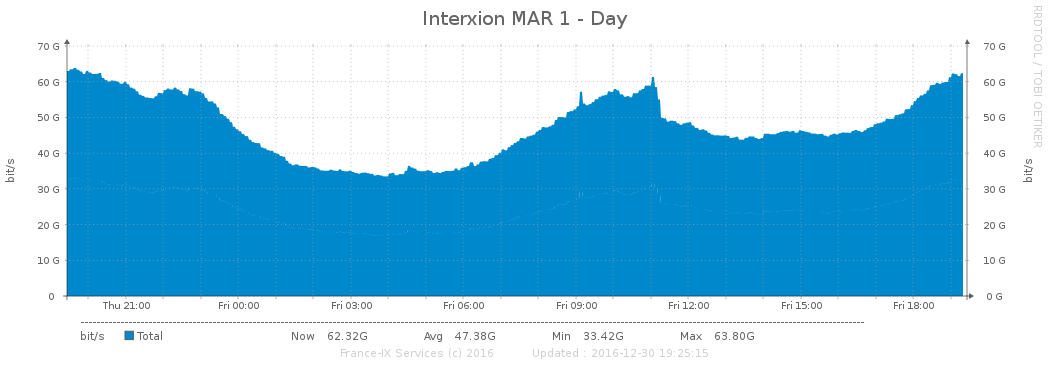 Interxion MAR 1 - Day
RRDTOOL / TOBI OETIKER
70 G 70 G
60 G 60 G
50 G 50 G
40 G 40 G
30 G 30 G
20 G 20 G
10 G 10 G
0 0 G
bit/s
bit/s
Thu 21:00 Fri 00:00 Fri 03:00 Fri 06:00 Fri 09:00 Fri 12:00 Fri 15:00 Fri 18:00
bit/s Total Now 62.32G Avg 47.38G Min 33.42G Max 63.80G
France-IX Services (c) 2016 Updated : 2016-12-30 19:25:15